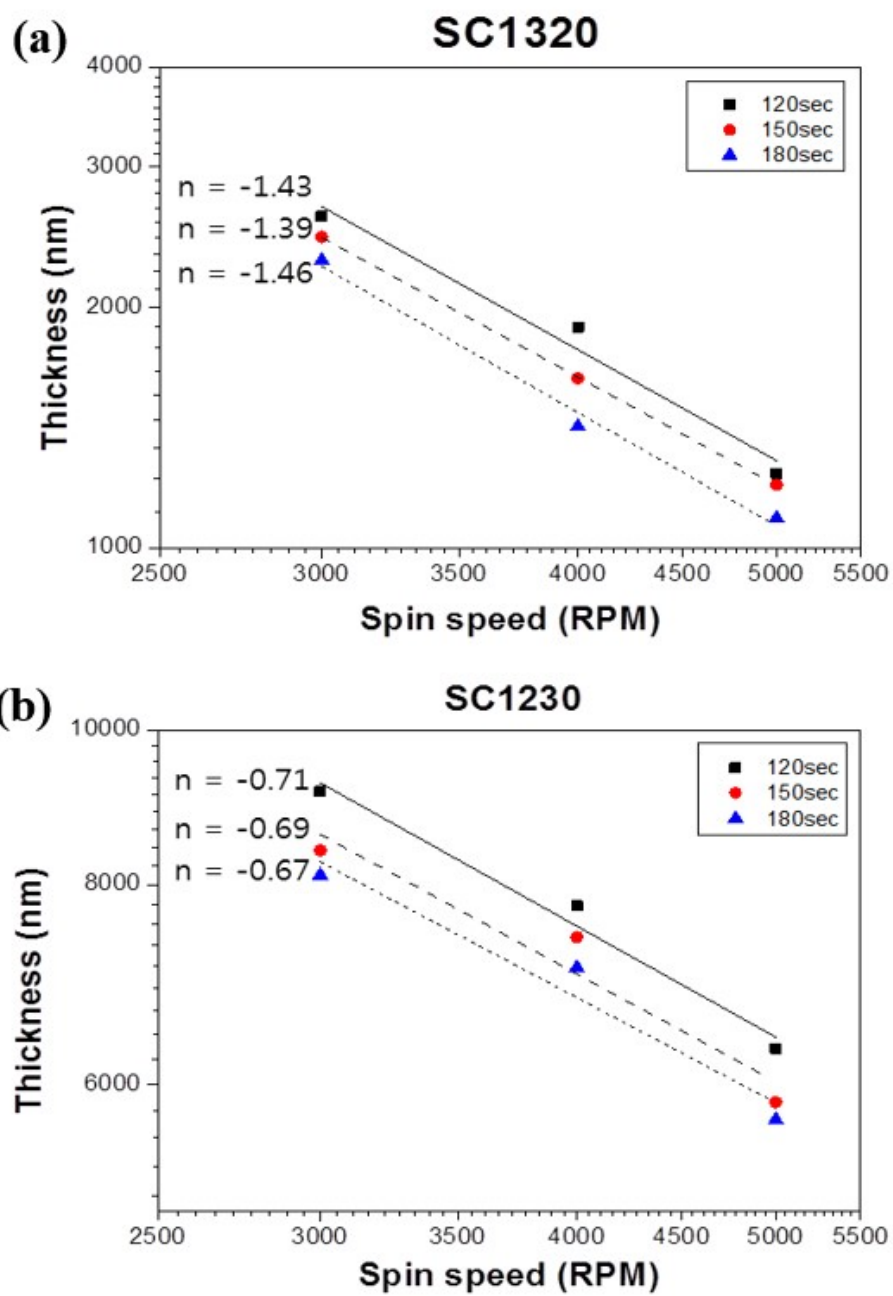 (a)
SC1320
4000
3000
2000
1000
Thickness (nm)
n = -1.43
n = -1.39
n = -1.46
120sec
150sec
180sec
2500 3000 3500 4000 4500 5000 5500
Spin speed (RPM)
(b)
SC1230
10000
8000
6000
Thickness (nm)
n = -0.71
n = -0.69
n = -0.67
120sec
150sec
180sec
2500 3000 3500 4000 4500 5000 5500
Spin speed (RPM)